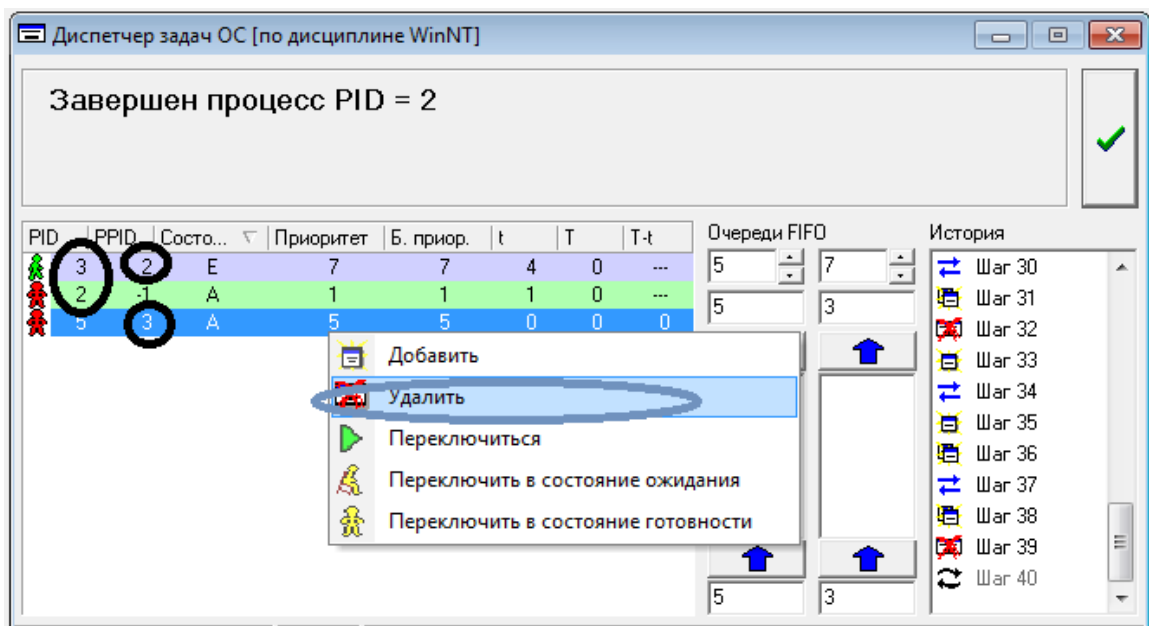 Диспетчер задач ОС [по дисциплине WinNT]
Завершен процесс PID = 2
PID PPID Состо... Приоритет Б. приор. t T T-t
3 2 E 7 7 4 0 ---
2 -1 A 1 1 1 0 ---
5 3 A 5 5 0 0 0
Добавить
Удалить
Переключиться
Переключить в состояние ожидания
Переключить в состояние готовности
Очереди FIFO
5 7
5 3
5 3
История
Шаг 30
Шаг 31
Шаг 32
Шаг 33
Шаг 34
Шаг 35
Шаг 36
Шаг 37
Шаг 38
Шаг 39
Шаг 40